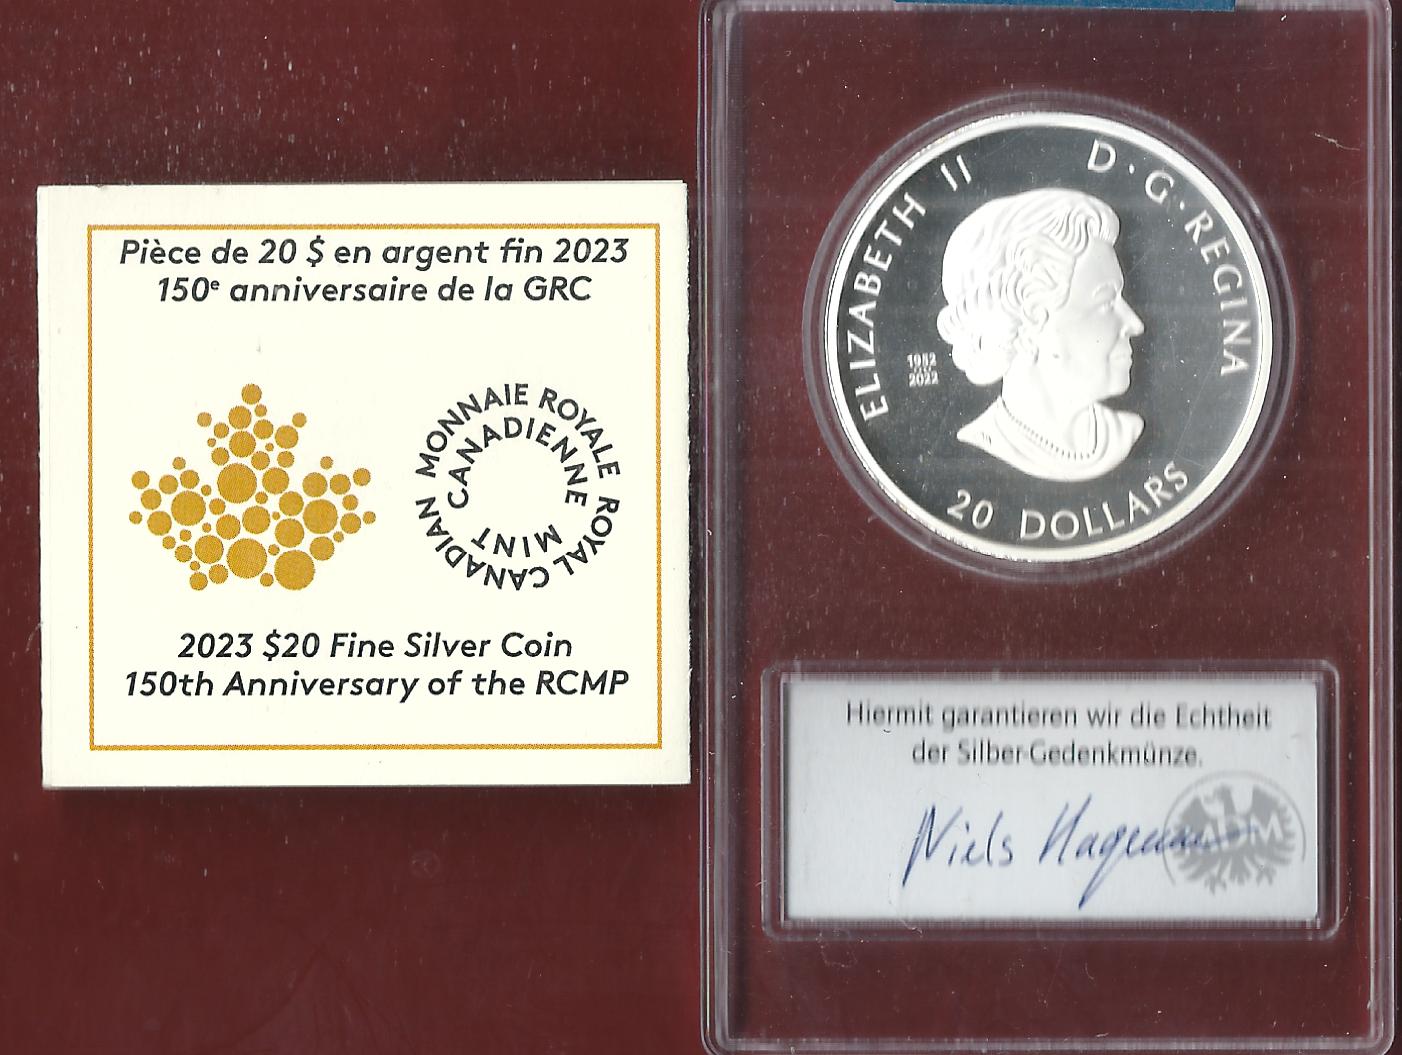 Pièce de 20 $ en argent fin 2023
150e anniversaire de la GRC
MONNAIE ROYALE CANADIENNE
ROYAL CANADIAN MINT
2023 $20 Fine Silver Coin
150th Anniversary of the RCMP
ELIZABETH II D·G·REGINA
1952
2022
20 DOLLARS
Hiermit garantieren wir die Echtheit
der Silber-Gedenkmünze.
Niels
MDM